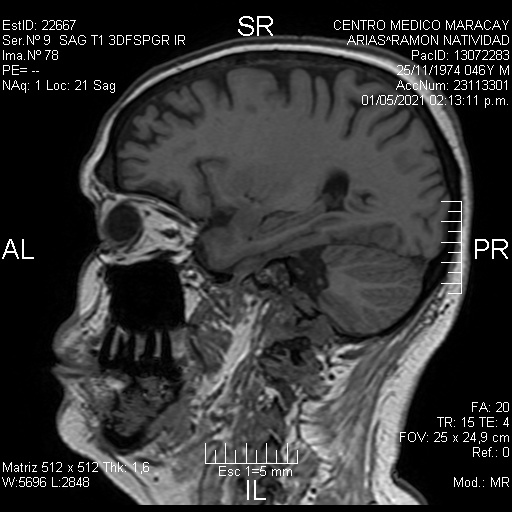 EstID: 22667
Ser.Nº 9 SAG T1 3DFSPGR IR
Ima.Nº 78
PE= --
NAq: 1 Loc: 21 Sag
SR
CENTRO MEDICO MARACAY
ARIAS^RAMON NATIVIDAD
PacID: 13072283
25/11/1974 046Y M
AccNum: 23113301
01/05/2021 02:13:11 p.m.
AL
PR
FA: 20
TR: 15 TE: 4
FOV: 25 x 24,9 cm
Ref.: 0
Mod.: MR
Matriz 512 x 512 Thk: 1,6
W:5696 L:2848
Esc 1=5 mm
IL